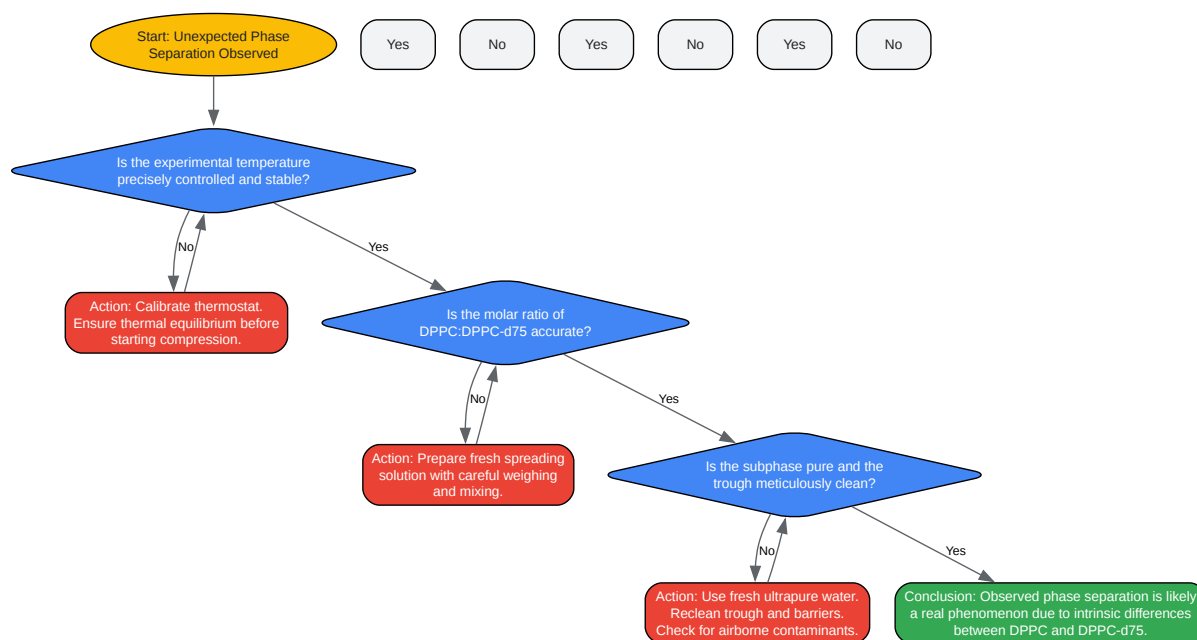 Start: Unexpected Phase
Separation Observed
Yes
No
Yes
No
Yes
No
Is the experimental temperature
precisely controlled and stable?
No
Yes
Action: Calibrate thermostat.
Ensure thermal equilibrium before
starting compression.
Is the molar ratio of
DPPC:DPPC-d75 accurate?
No
Yes
Action: Prepare fresh spreading
solution with careful weighing
and mixing.
Is the subphase pure and the
trough meticulously clean?
No
Yes
Action: Use fresh ultrapure water.
Reclean trough and barriers.
Check for airborne contaminants.
Conclusion: Observed phase separation is likely
a real phenomenon due to intrinsic differences
between DPPC and DPPC-d75.